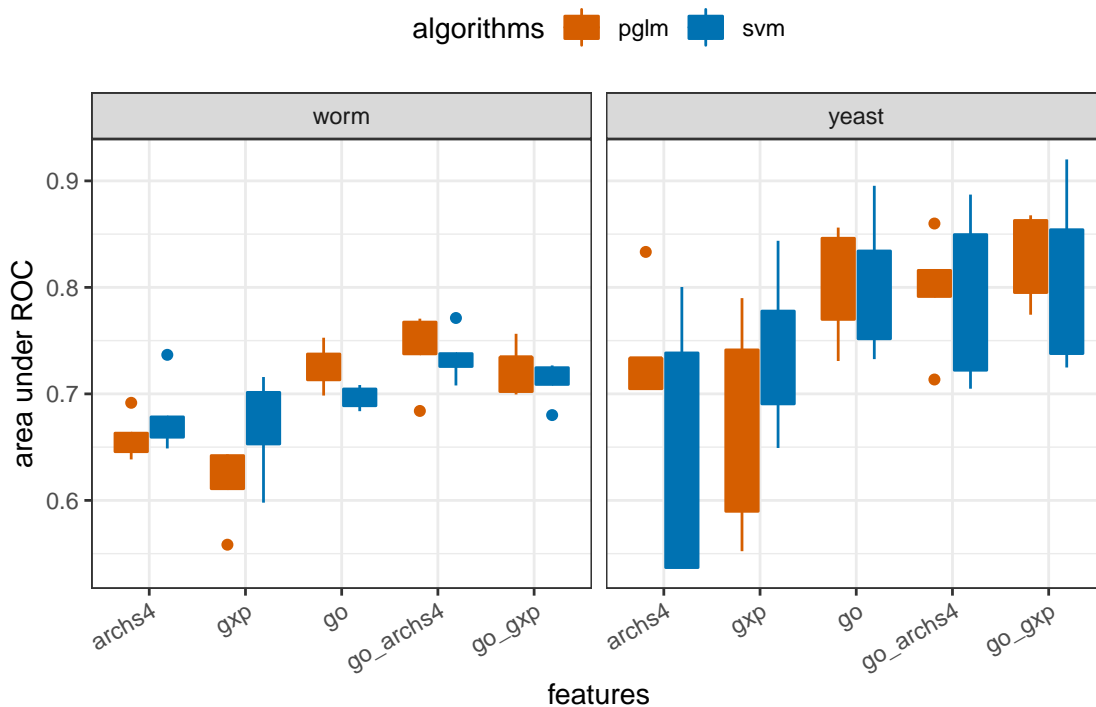 algorithms pglm svm
worm yeast
area under ROC
0.9
0.8
0.7
0.6
archs4 gxp go go_archs4 go_gxp archs4 gxp go go_archs4 go_gxp
features